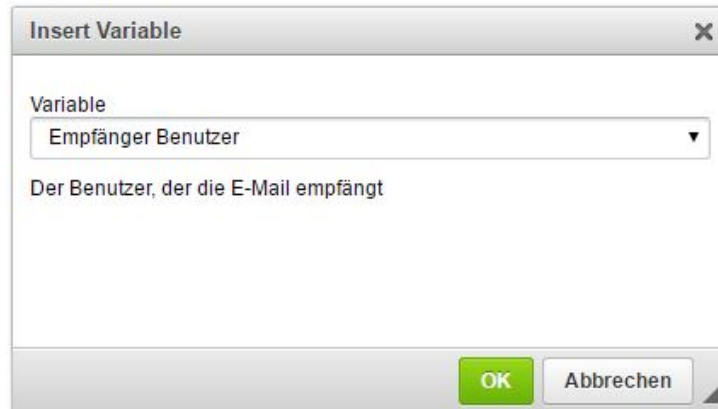 Insert Variable
Variable
Empfänger Benutzer
Der Benutzer, der die E-Mail empfängt
OK
Abbrechen